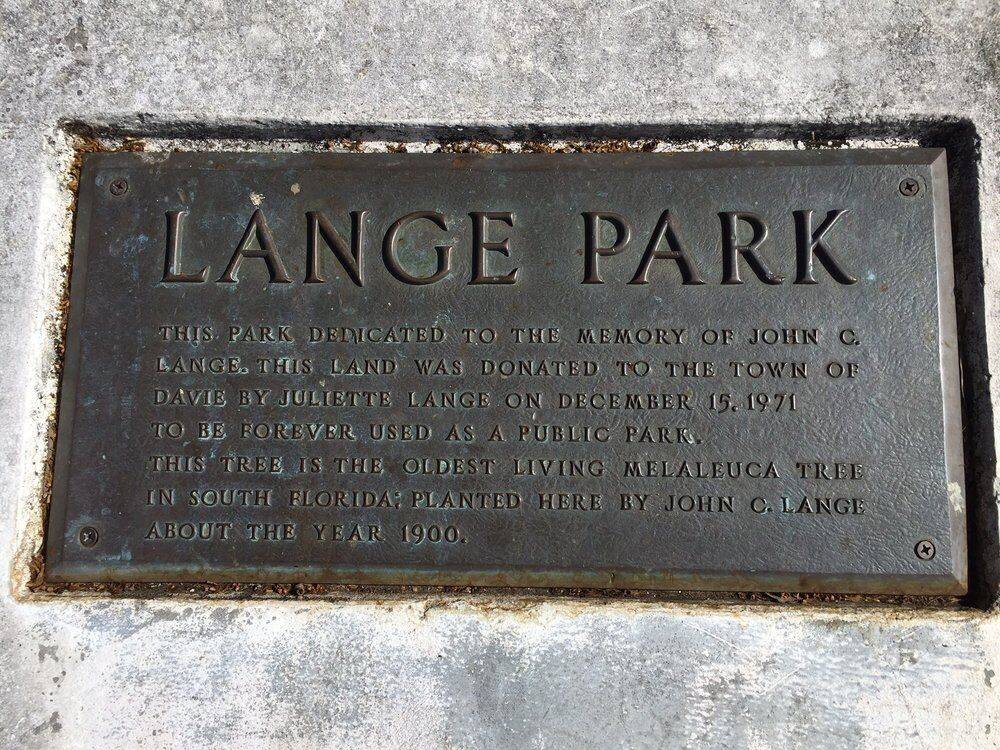 LANGE PARK
THIS PARK DEDICATED TO THE MEMORY OF JOHN C.
LANGE. THIS LAND WAS DONATED TO THE TOWN OF
DAVIE BY JULIETTE LANGE ON DECEMBER 15, 1971
TO BE FOREVER USED AS A PUBLIC PARK.
THIS TREE IS THE OLDEST LIVING MELALEUCA TREE
IN SOUTH FLORIDA; PLANTED HERE BY JOHN C. LANGE
ABOUT THE YEAR 1900.